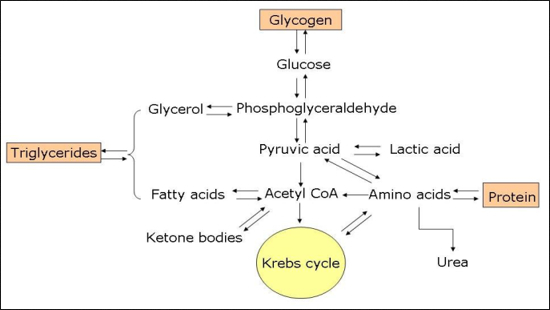 Glycogen
Glucose
Glycerol
Phosphoglyceraldehyde
Triglycerides
Pyruvic acid
Lactic acid
Fatty acids
Acetyl CoA
Amino acids
Protein
Ketone bodies
Krebs cycle
Urea